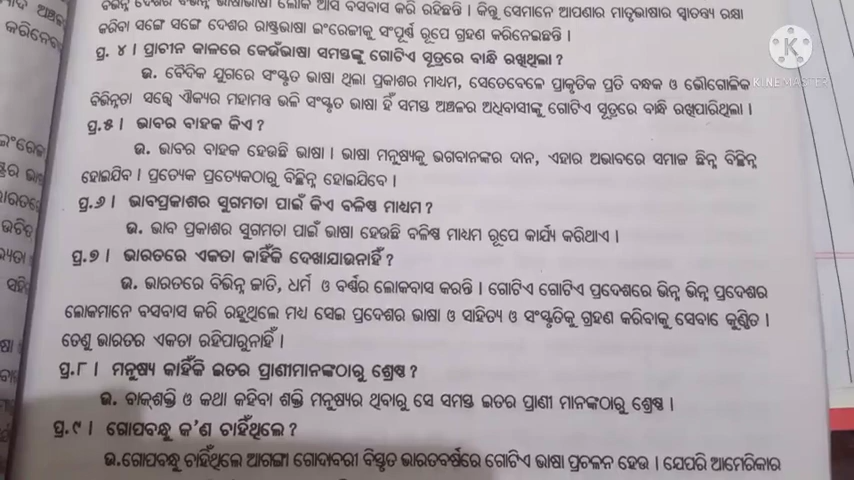 ବିଭିନ୍ନ ଦେଶର ବିଭିନ୍ନ ଭାଷାଭାଷୀ ଲୋକ ଆସି ବସବାସ କରି ରହିଛନ୍ତି । କିନ୍ତୁ ସେମାନେ ଆପଣାର ମାତୃଭାଷାର ସ୍ୱାତନ୍ତ୍ର୍ୟ ରକ୍ଷା
କରିବା ସଙ୍ଗେ ସଙ୍ଗେ ଦେଶର ରାଷ୍ଟ୍ରଭାଷା ଇଂରେଜୀକୁ ସଂପୂର୍ଣ୍ଣ ରୂପେ ଗ୍ରହଣ କରିନେଇଛନ୍ତି ।
ପ୍ର. ୪ । ପ୍ରାଚୀନ କାଳରେ କେଉଁଭାଷା ସମସ୍ତଙ୍କୁ ଗୋଟିଏ ସୂତ୍ରରେ ବାନ୍ଧି ରଖିଥିଲା ?
ଉ. ବୈଦିକ ଯୁଗରେ ସଂସ୍କୃତ ଭାଷା ଥିଲା ପ୍ରକାଶର ମାଧ୍ୟମ, ସେତେବେଳେ ପ୍ରାକୃତିକ ପ୍ରତି ବନ୍ଧକ ଓ ଭୌଗୋଳିକ
ବିଭିନ୍ନତା ସତ୍ତ୍ୱେ ଐକ୍ୟର ମହାମନ୍ତ୍ର ଭଳି ସଂସ୍କୃତ ଭାଷା ହିଁ ସମସ୍ତ ଅଞ୍ଚଳର ଅଧିବାସୀଙ୍କୁ ଗୋଟିଏ ସୂତ୍ରରେ ବାନ୍ଧି ରଖିପାରିଥିଲା ।
ପ୍ର.୫ । ଭାବର ବାହକ କିଏ ?
ଉ. ଭାବର ବାହକ ହେଉଛି ଭାଷା । ଭାଷା ମନୁଷ୍ୟକୁ ଭଗବାନଙ୍କର ଦାନ, ଏହାର ଅଭାବରେ ସମାଜ ଛିନ୍ନ ବିଛିନ୍ନ
ହୋଇଯିବ । ପ୍ରତ୍ୟେକ ପ୍ରତ୍ୟେକଠାରୁ ବିଚ୍ଛିନ୍ନ ହୋଇଯିବେ ।
ପ୍ର.୬ । ଭାବପ୍ରକାଶର ସୁଗମତା ପାଇଁ କିଏ ବଳିଷ୍ଠ ମାଧ୍ୟମ ?
ଉ. ଭାବ ପ୍ରକାଶର ସୁଗମତା ପାଇଁ ଭାଷା ହେଉଛି ବଳିଷ୍ଠ ମାଧ୍ୟମ ରୂପେ କାର୍ଯ୍ୟ କରିଥାଏ ।
ପ୍ର.୭ । ଭାରତରେ ଏକତା କାହିଁକି ଦେଖାଯାଉନାହିଁ ?
ଉ. ଭାରତରେ ବିଭିନ୍ନ ଜାତି, ଧର୍ମ ଓ ବର୍ଣ୍ଣର ଲୋକବାସ କରନ୍ତି । ଗୋଟିଏ ଗୋଟିଏ ପ୍ରଦେଶରେ ଭିନ୍ନ ଭିନ୍ନ ପ୍ରଦେଶର
ଲୋକମାନେ ବସବାସ କରି ରହୁଥିଲେ ମଧ୍ୟ ସେଇ ପ୍ରଦେଶର ଭାଷା ଓ ସାହିତ୍ୟ ଓ ସଂସ୍କୃତିକୁ ଗ୍ରହଣ କରିବାକୁ ସେବାରେ କୁଣ୍ଠିତ ।
ତେଣୁ ଭାରତର ଏକତା ରହିପାରୁନାହିଁ ।
ପ୍ର.୮ । ମନୁଷ୍ୟ କାହିଁକି ଇତର ପ୍ରାଣୀମାନଙ୍କଠାରୁ ଶ୍ରେଷ୍ଠ ?
ଉ. ବାକ୍‌ଶକ୍ତି ଓ କଥା କହିବା ଶକ୍ତି ମନୁଷ୍ୟର ଥିବାରୁ ସେ ସମସ୍ତ ଇତର ପ୍ରାଣୀ ମାନଙ୍କଠାରୁ ଶ୍ରେଷ୍ଠ ।
ପ୍ର.୯ । ଗୋପବନ୍ଧୁ କ'ଣ ଚାହିଁଥିଲେ ?
ଉ.ଗୋପବନ୍ଧୁ ଚାହିଁଥିଲେ ଆଗଙ୍ଗା ଗୋଦାବରୀ ବିସ୍ତୃତ ଭାରତବର୍ଷରେ ଗୋଟିଏ ଭାଷା ପ୍ରଚଳନ ହେଉ । ଯେପରି ଆମେରିକାର
KINEMASTER